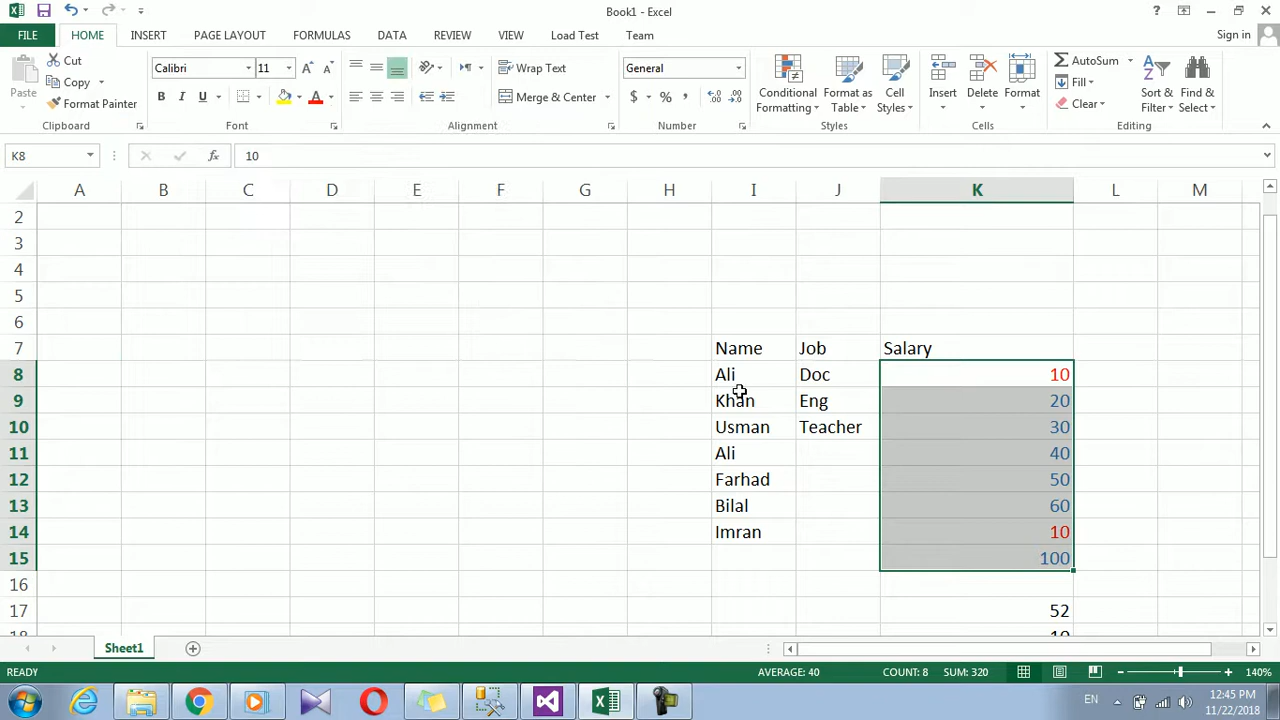 Book1 - Excel
?
FILE HOME INSERT PAGE LAYOUT FORMULAS DATA REVIEW VIEW Load Test Team Sign in
Paste Cut Copy Format Painter
Clipboard
Calibri 11 A A
B I U A
Font
Wrap Text
Merge & Center
Alignment
General
$ % , .0 .00
Number
Conditional Formatting Format as Table Cell Styles
Styles
Insert Delete Format
Cells
AutoSum Fill Clear Sort & Filter Find & Select
Editing
K8 fx 10
A B C D E F G H I J K L M
2
3
4
5
6
7 Name Job Salary
8 Ali Doc 10
9 Khan Eng 20
10 Usman Teacher 30
11 Ali 40
12 Farhad 50
13 Bilal 60
14 Imran 10
15 100
16
17 52
Sheet1
READY AVERAGE: 40 COUNT: 8 SUM: 320 140%
EN 12:45 PM
11/22/2018